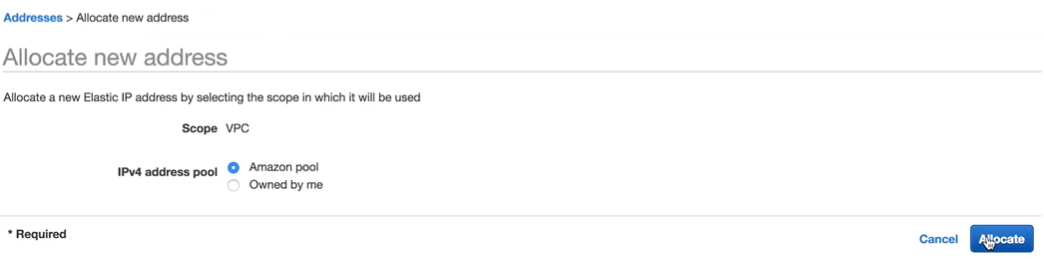 Addresses > Allocate new address
Allocate new address
Allocate a new Elastic IP address by selecting the scope in which it will be used
Scope VPC
IPv4 address pool Amazon pool
Owned by me
* Required
Cancel Allocate